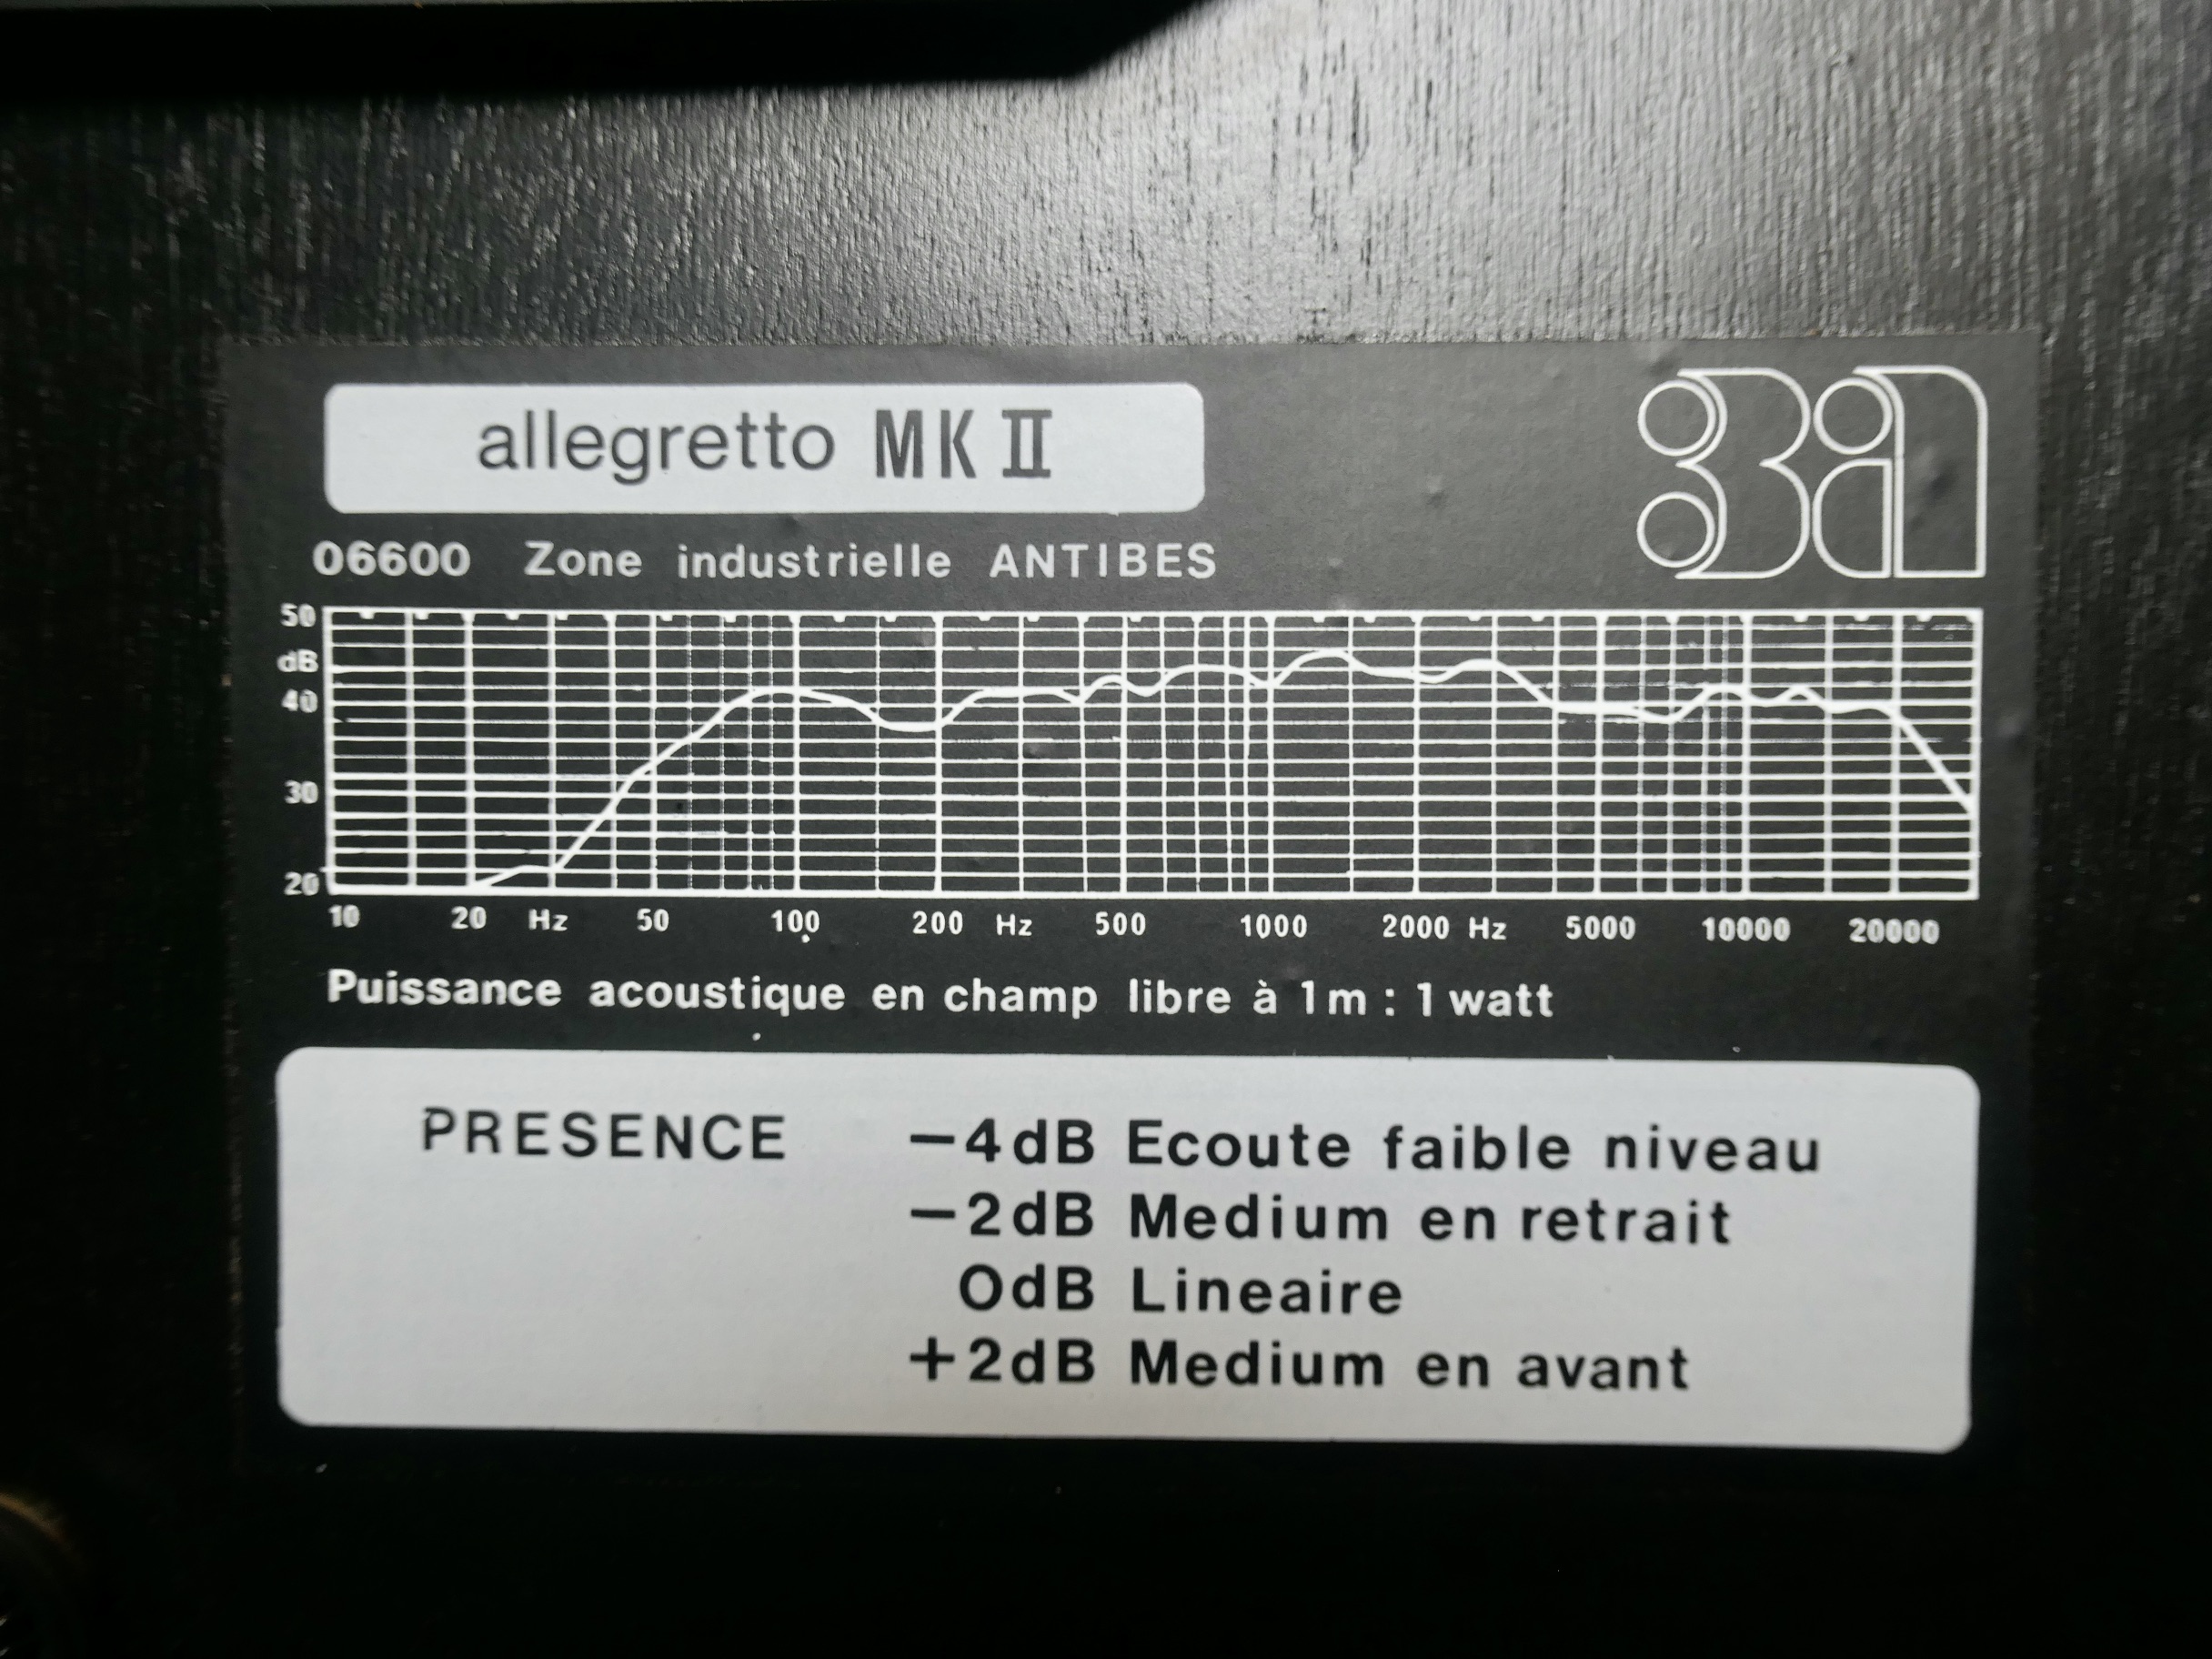 allegretto MK II
3a
06600 Zone industrielle ANTIBES
50
dB
40
30
20
10 20 Hz 50 100 200 Hz 500 1000 2000 Hz 5000 10000 20000
Puissance acoustique en champ libre à 1m : 1 watt
PRESENCE −4dB Ecoute faible niveau
−2dB Medium en retrait
0dB Lineaire
+2dB Medium en avant